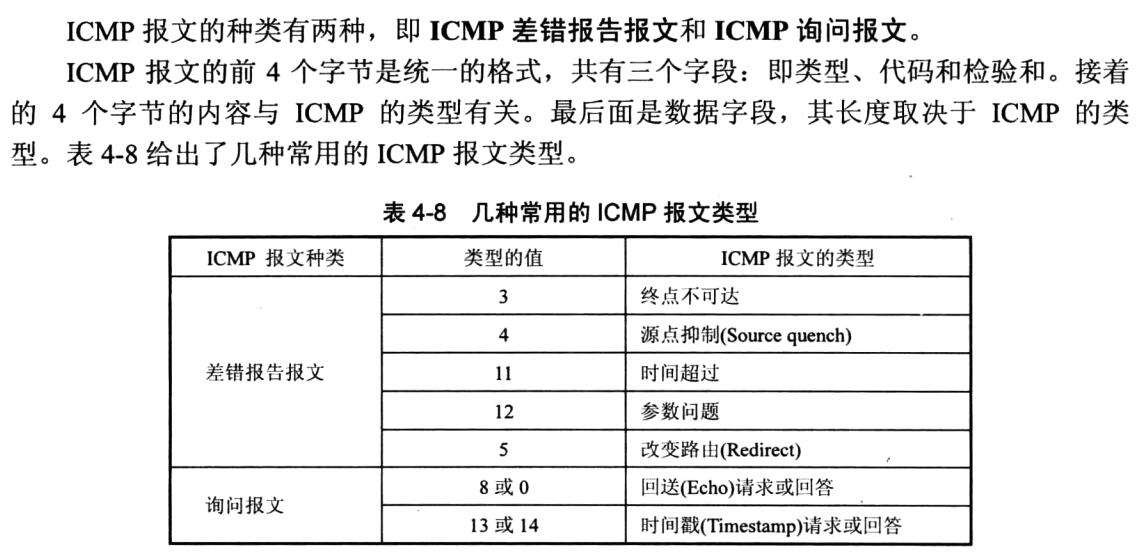 ICMP 报文的种类有两种，即 ICMP 差错报告报文和 ICMP 询问报文。
ICMP 报文的前 4 个字节是统一的格式，共有三个字段：即类型、代码和检验和。接着
的 4 个字节的内容与 ICMP 的类型有关。最后面是数据字段，其长度取决于 ICMP 的类
型。表 4-8 给出了几种常用的 ICMP 报文类型。
表 4-8 几种常用的 ICMP 报文类型
ICMP 报文种类 类型的值 ICMP 报文的类型
3 终点不可达
4 源点抑制(Source quench)
差错报告报文 11 时间超过
12 参数问题
5 改变路由(Redirect)
询问报文 8 或 0 回送(Echo)请求或回答
13 或 14 时间戳(Timestamp)请求或回答